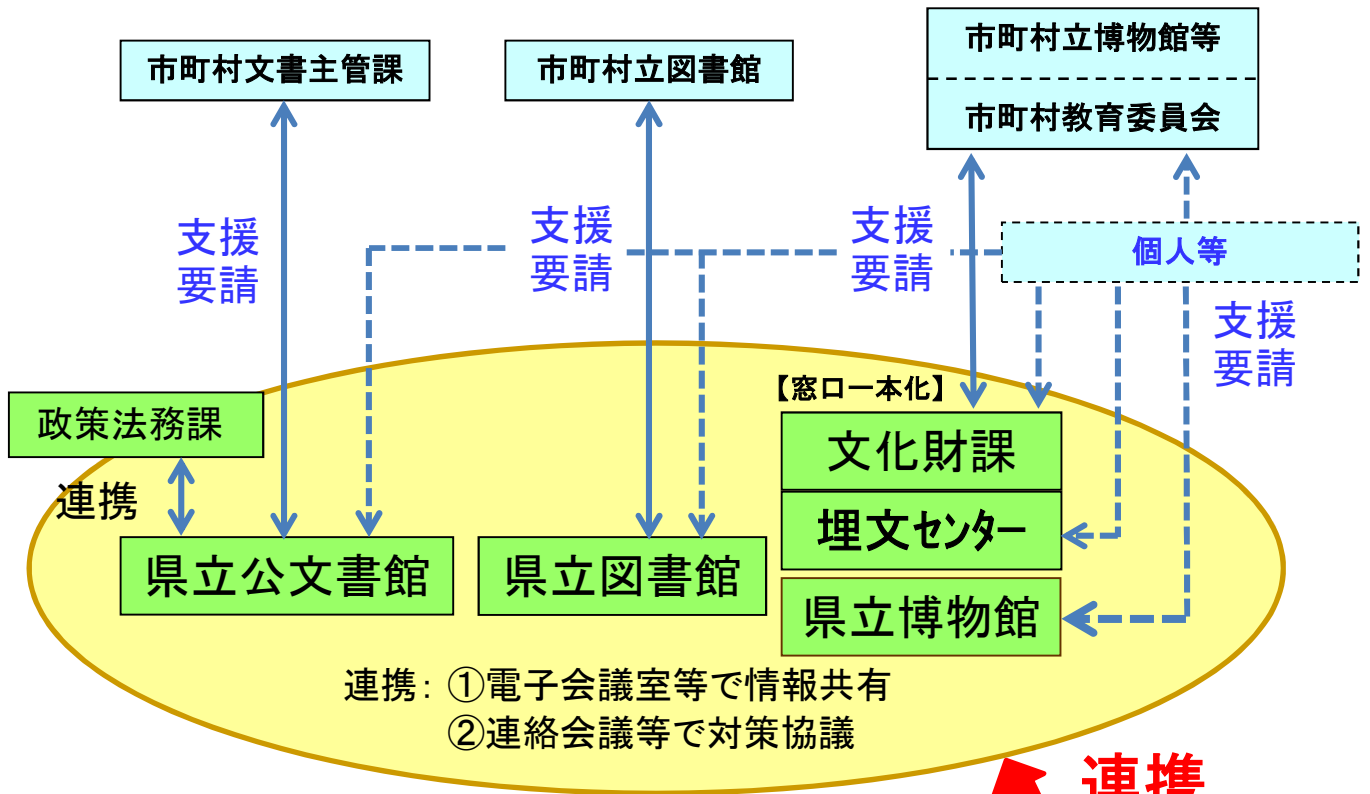 市町村文書主管課
市町村立図書館
市町村立博物館等
市町村教育委員会
支援
要請
支援
要請
支援
要請
個人等
支援
要請
【窓口一本化】
政策法務課
文化財課
連携
埋文センター
県立公文書館
県立図書館
県立博物館
連携：①電子会議室等で情報共有
②連絡会議等で対策協議
連携